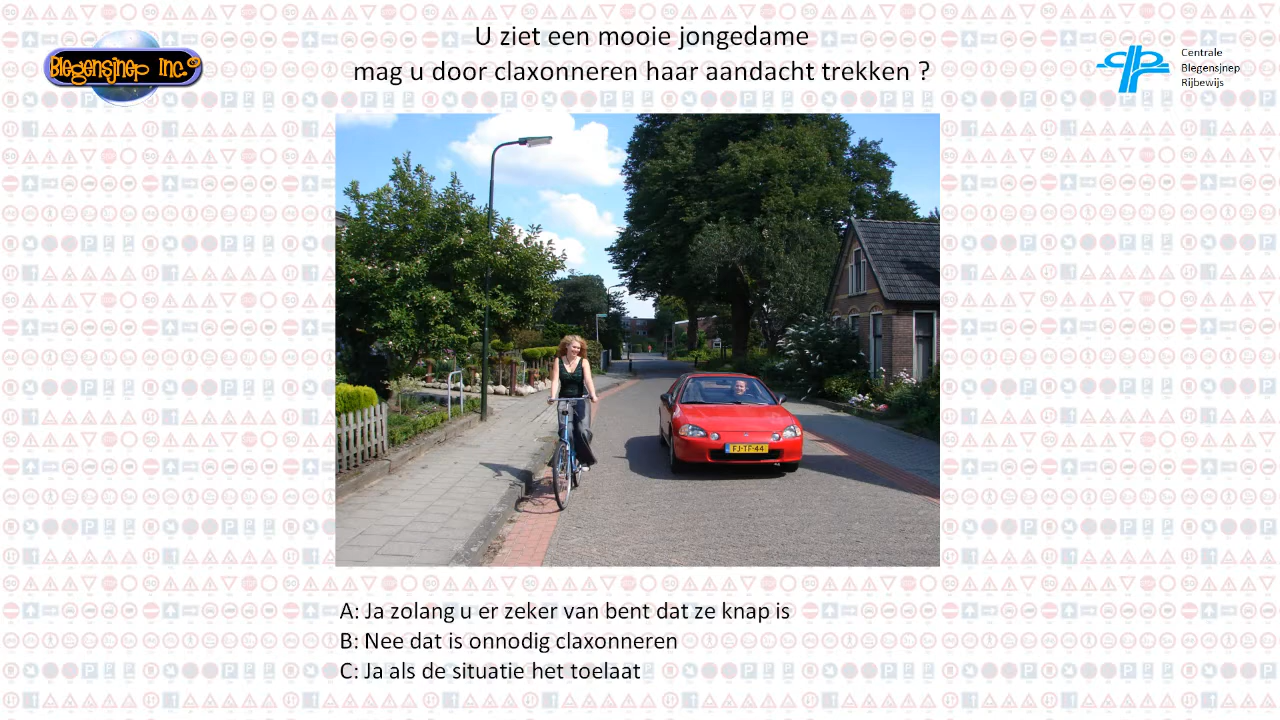 U ziet een mooie jongedame
mag u door claxonneren haar aandacht trekken ?
Blegensjnep Inc.©
Centrale
Blegensjnep
Rijbewijs
FJ-TF-44
A: Ja zolang u er zeker van bent dat ze knap is
B: Nee dat is onnodig claxonneren
C: Ja als de situatie het toelaat